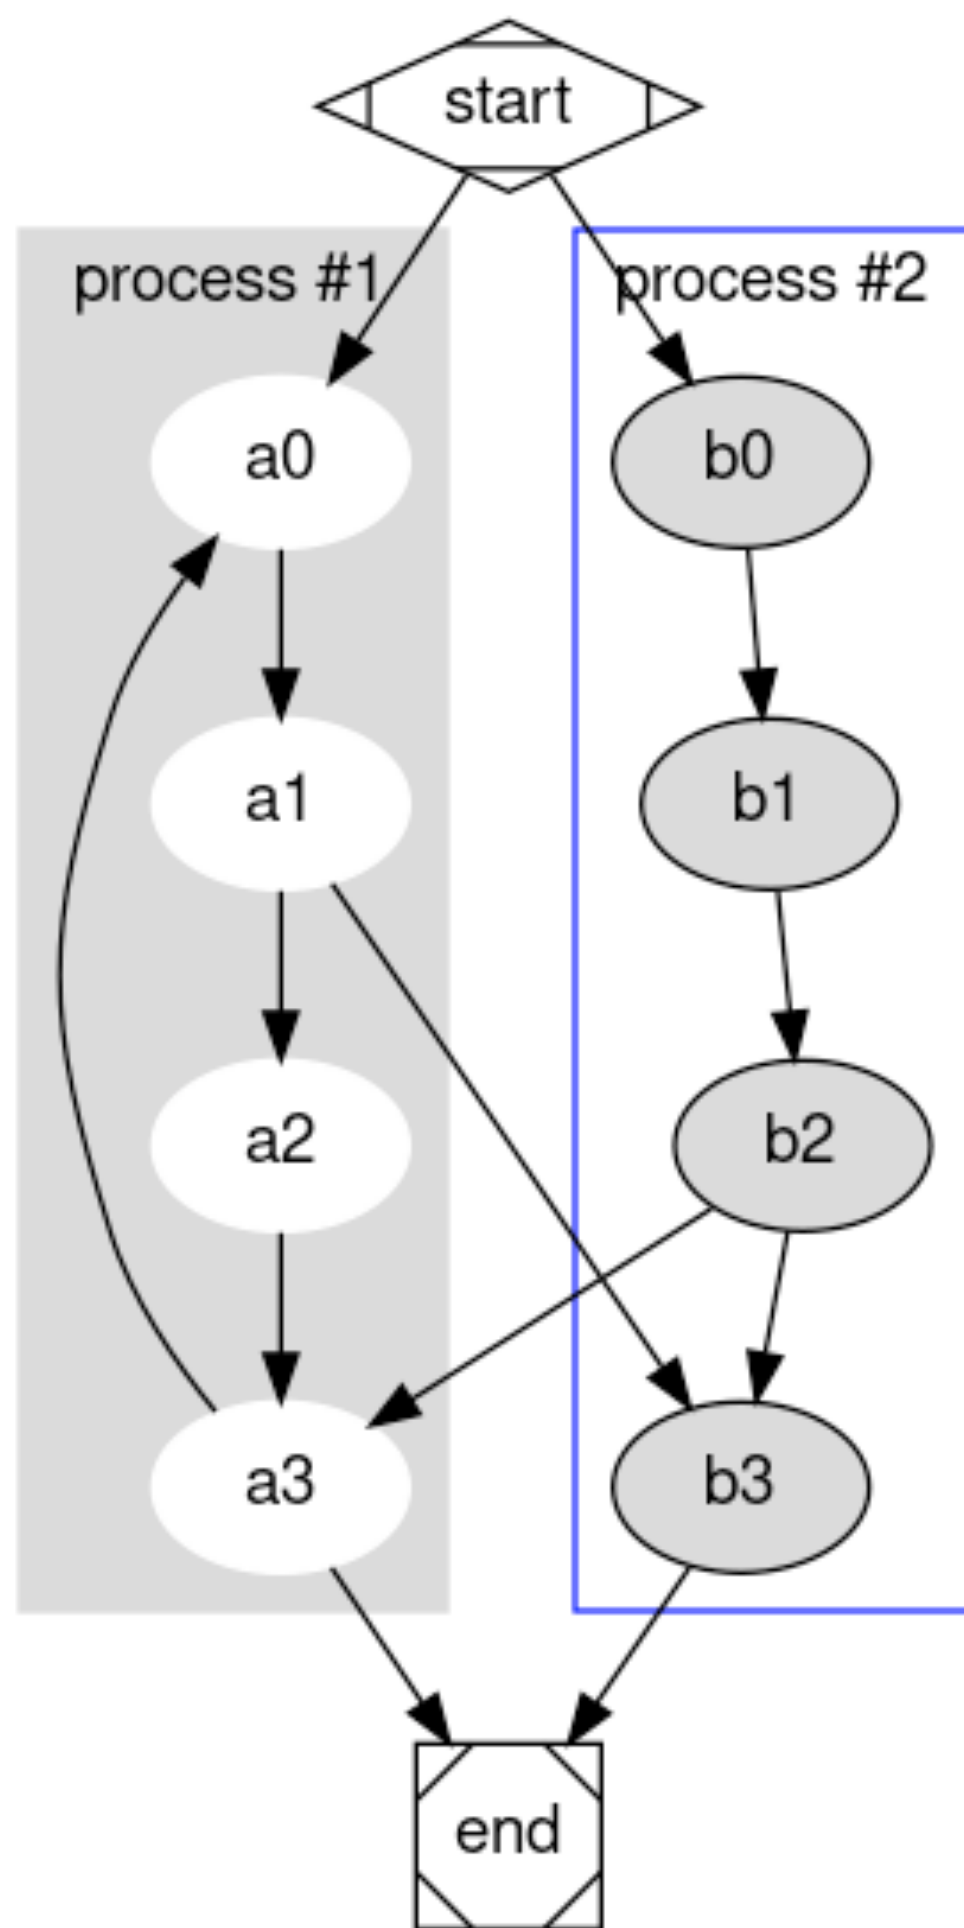 start
process #1
process #2
a0
b0
a1
b1
a2
b2
a3
b3
end